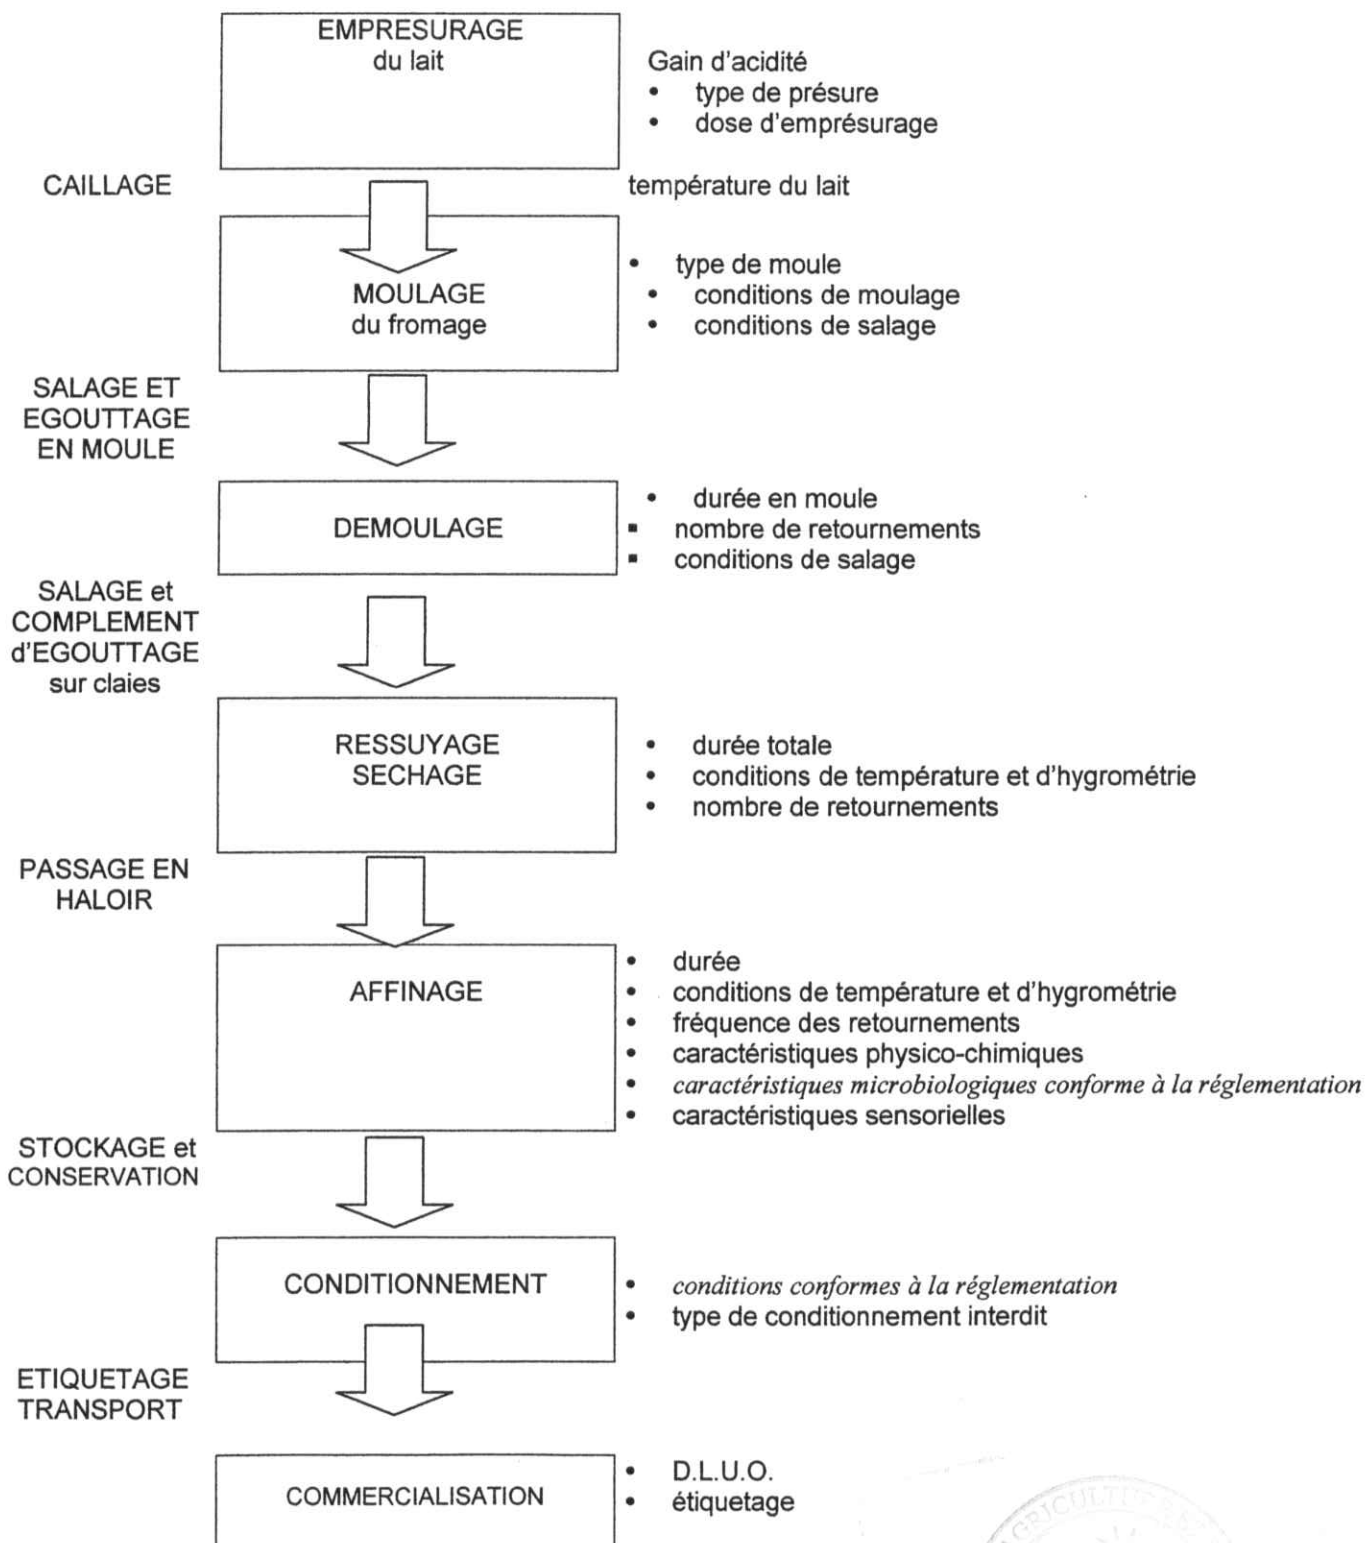 EMPRESURAGE
du lait
Gain d'acidité
• type de présure
• dose d'emprésurage
CAILLAGE
température du lait
MOULAGE
du fromage
• type de moule
• conditions de moulage
• conditions de salage
SALAGE ET
EGOUTTAGE
EN MOULE
DEMOULAGE
• durée en moule
▪ nombre de retournements
▪ conditions de salage
SALAGE et
COMPLEMENT
d'EGOUTTAGE
sur claies
RESSUYAGE
SECHAGE
• durée totale
• conditions de température et d'hygrométrie
• nombre de retournements
PASSAGE EN
HALOIR
AFFINAGE
• durée
• conditions de température et d'hygrométrie
• fréquence des retournements
• caractéristiques physico-chimiques
• caractéristiques microbiologiques conforme à la réglementation
• caractéristiques sensorielles
STOCKAGE et
CONSERVATION
CONDITIONNEMENT
• conditions conformes à la réglementation
• type de conditionnement interdit
ETIQUETAGE
TRANSPORT
COMMERCIALISATION
• D.L.U.O.
• étiquetage